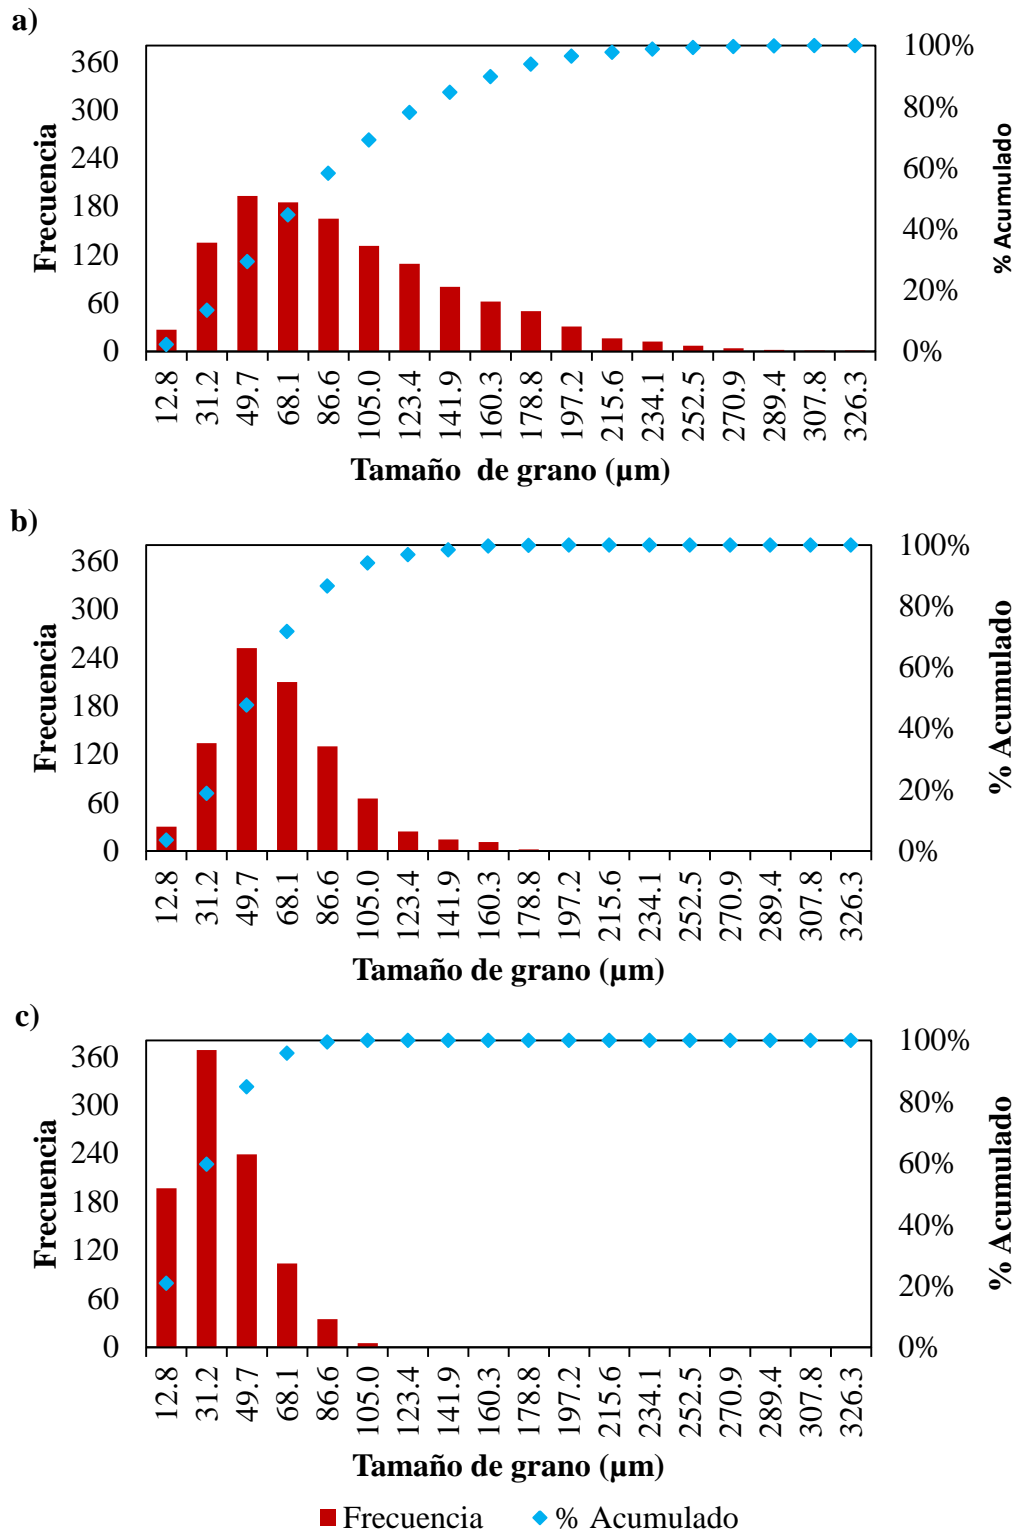 a)
360
300
240
180
120
60
0
Frecuencia
100%
80%
60%
40%
20%
0%
% Acumulado
12.8 31.2 49.7 68.1 86.6 105.0 123.4 141.9 160.3 178.8 197.2 215.6 234.1 252.5 270.9 289.4 307.8 326.3
Tamaño de grano (µm)
b)
360
300
240
180
120
60
0
Frecuencia
100%
80%
60%
40%
20%
0%
% Acumulado
12.8 31.2 49.7 68.1 86.6 105.0 123.4 141.9 160.3 178.8 197.2 215.6 234.1 252.5 270.9 289.4 307.8 326.3
Tamaño de grano (µm)
c)
360
300
240
180
120
60
0
Frecuencia
100%
80%
60%
40%
20%
0%
% Acumulado
12.8 31.2 49.7 68.1 86.6 105.0 123.4 141.9 160.3 178.8 197.2 215.6 234.1 252.5 270.9 289.4 307.8 326.3
Tamaño de grano (µm)
Frecuencia % Acumulado